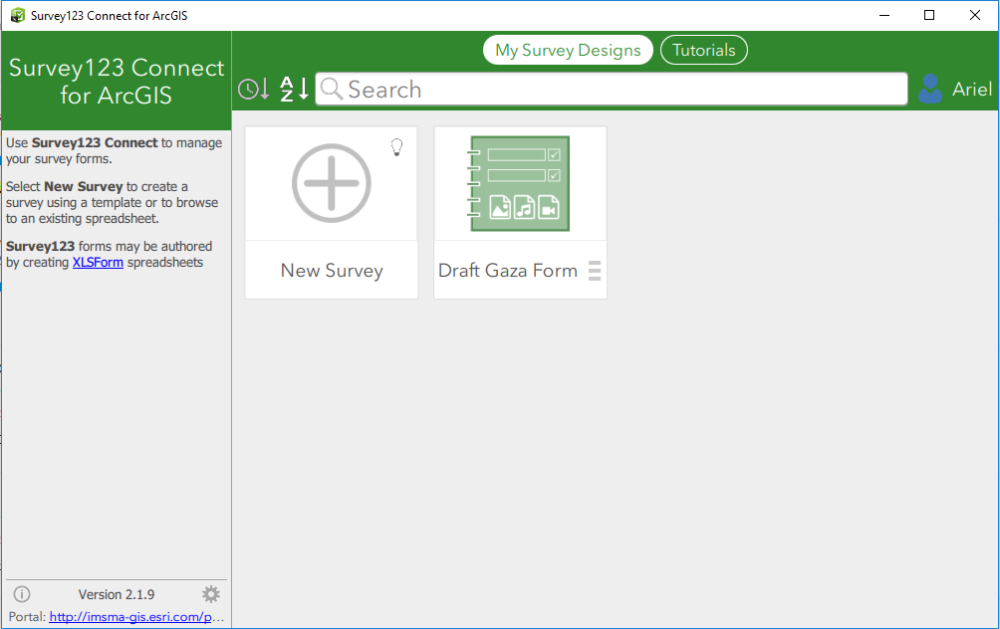 Survey123 Connect for ArcGIS
Survey123 Connect
for ArcGIS
My Survey Designs
Tutorials
A
Z
Search
Ariel
Use Survey123 Connect to manage
your survey forms.
Select New Survey to create a
survey using a template or to browse
to an existing spreadsheet.
Survey123 forms may be authored
by creating XLSForm spreadsheets
New Survey
Draft Gaza Form
Version 2.1.9
Portal: http://imsma-gis.esri.com/p...